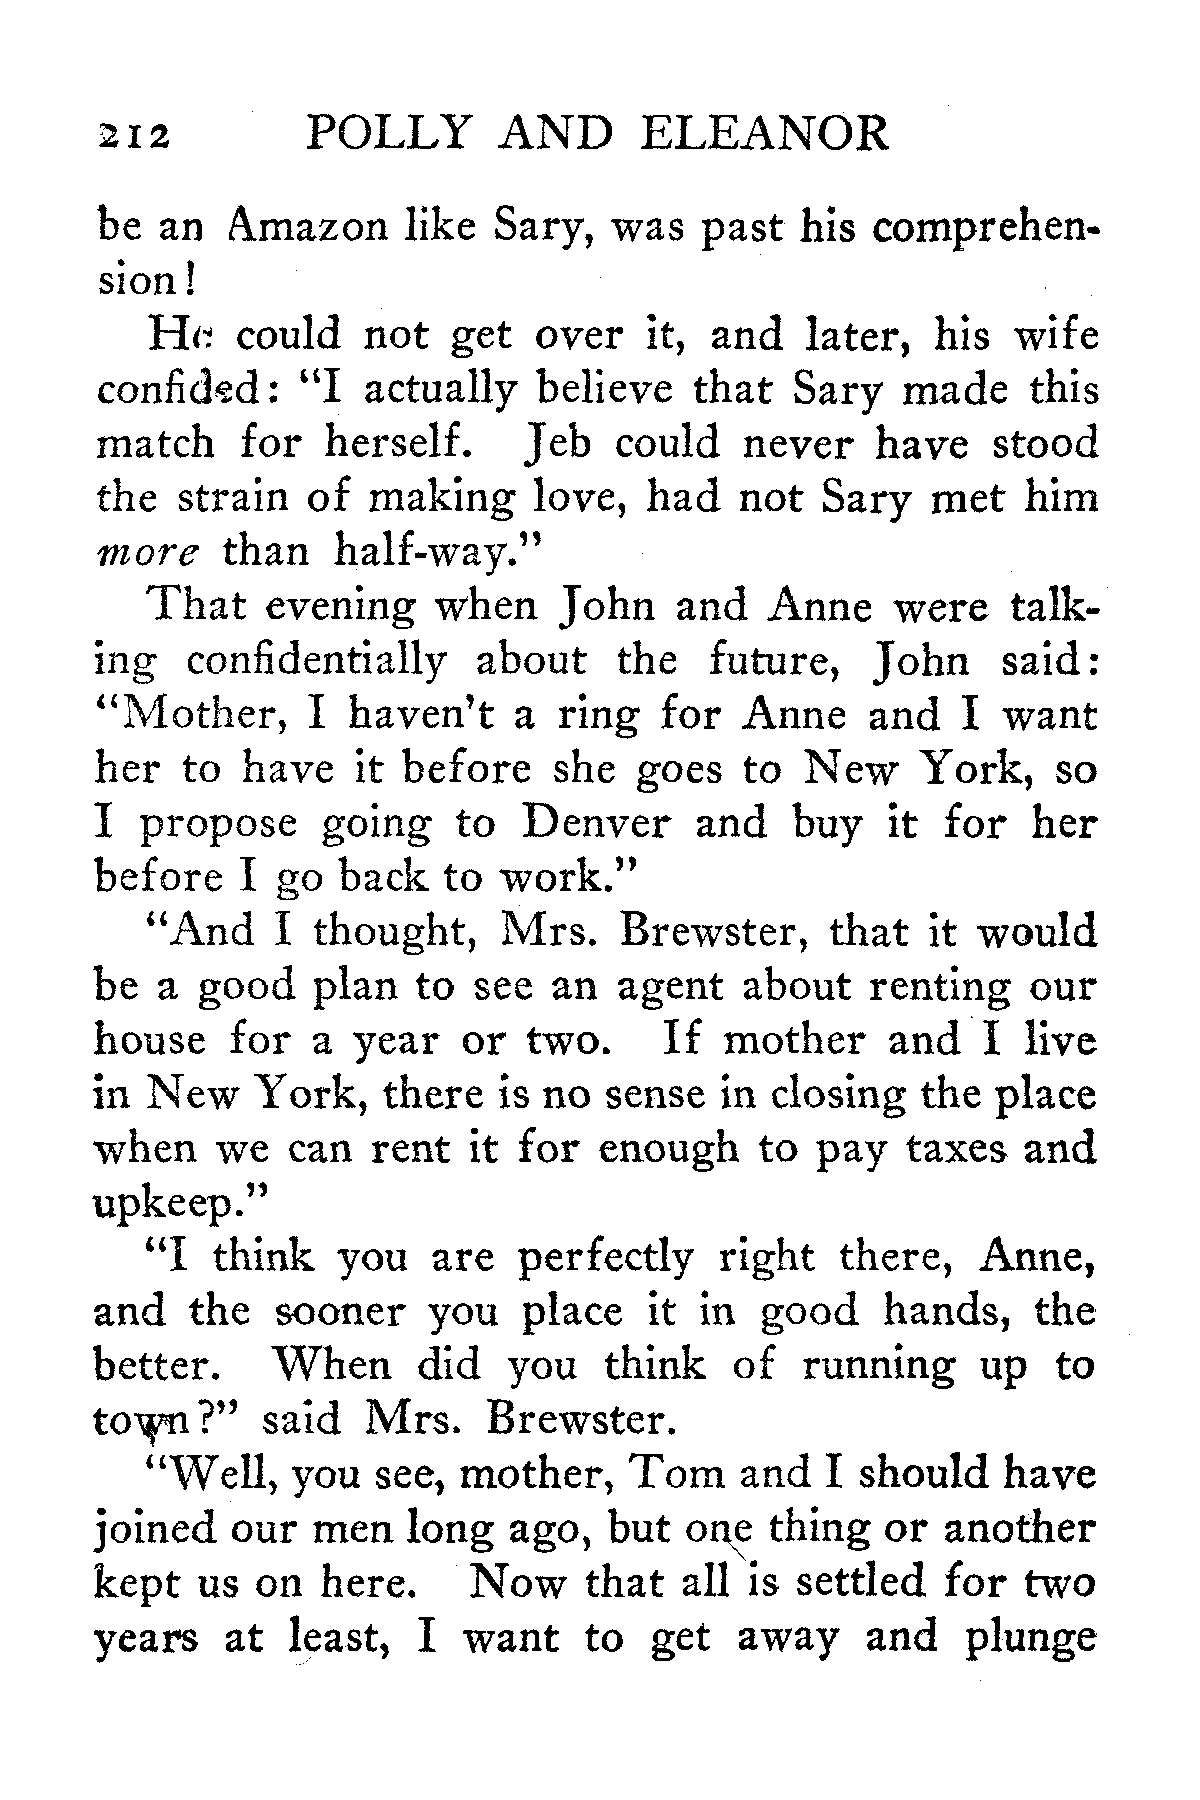 212 POLLY AND ELEANOR
be an Amazon like Sary, was past his comprehen-
sion!
He could not get over it, and later, his wife
confided: “I actually believe that Sary made this
match for herself. Jeb could never have stood
the strain of making love, had not Sary met him
more than half-way.”
That evening when John and Anne were talk-
ing confidentially about the future, John said:
“Mother, I haven’t a ring for Anne and I want
her to have it before she goes to New York, so
I propose going to Denver and buy it for her
before I go back to work.”
“And I thought, Mrs. Brewster, that it would
be a good plan to see an agent about renting our
house for a year or two. If mother and I live
in New York, there is no sense in closing the place
when we can rent it for enough to pay taxes and
upkeep.”
“I think you are perfectly right there, Anne,
and the sooner you place it in good hands, the
better. When did you think of running up to
town?” said Mrs. Brewster.
“Well, you see, mother, Tom and I should have
joined our men long ago, but one thing or another
kept us on here. Now that all is settled for two
years at least, I want to get away and plunge